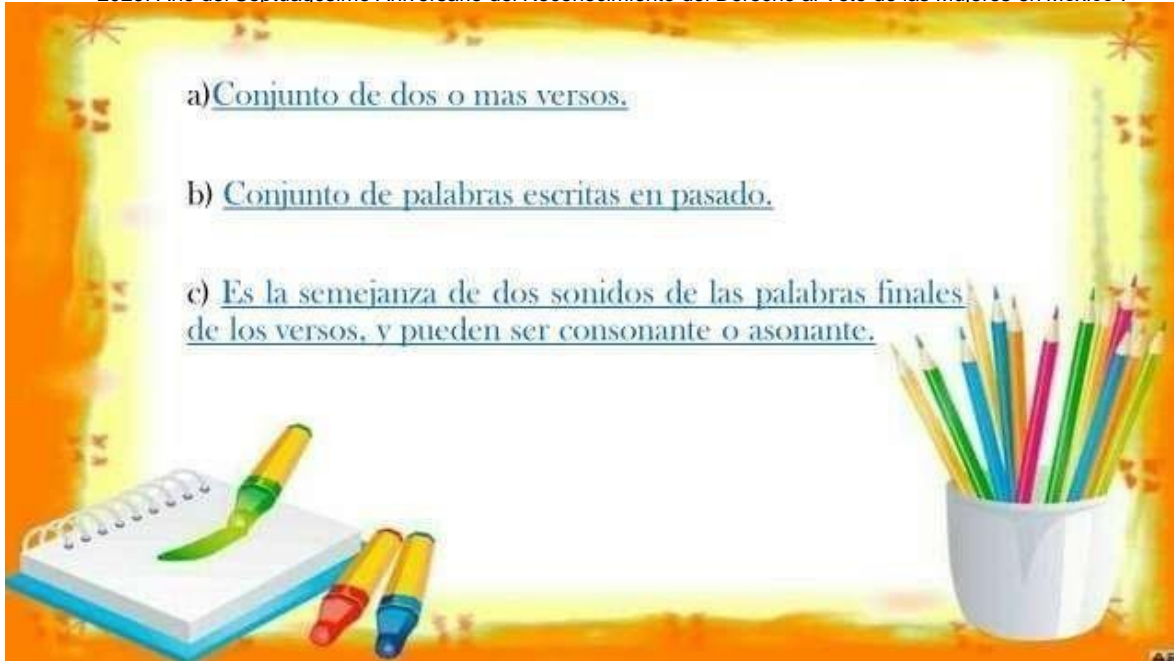 a)Conjunto de dos o mas versos.
b) Conjunto de palabras escritas en pasado.
c) Es la semejanza de dos sonidos de las palabras finales
de los versos, y pueden ser consonante o asonante.